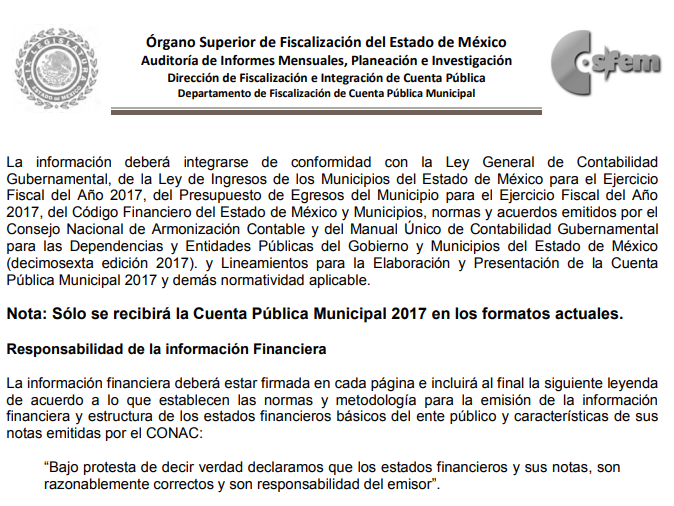 Órgano Superior de Fiscalización del Estado de México
Auditoría de Informes Mensuales, Planeación e Investigación
Dirección de Fiscalización e Integración de Cuenta Pública
Departamento de Fiscalización de Cuenta Pública Municipal
osfem
La información deberá integrarse de conformidad con la Ley General de Contabilidad
Gubernamental, de la Ley de Ingresos de los Municipios del Estado de México para el Ejercicio
Fiscal del Año 2017, del Presupuesto de Egresos del Municipio para el Ejercicio Fiscal del Año
2017, del Código Financiero del Estado de México y Municipios, normas y acuerdos emitidos por el
Consejo Nacional de Armonización Contable y del Manual Único de Contabilidad Gubernamental
para las Dependencias y Entidades Públicas del Gobierno y Municipios del Estado de México
(decimosexta edición 2017). y Lineamientos para la Elaboración y Presentación de la Cuenta
Pública Municipal 2017 y demás normatividad aplicable.
Nota: Sólo se recibirá la Cuenta Pública Municipal 2017 en los formatos actuales.
Responsabilidad de la información Financiera
La información financiera deberá estar firmada en cada página e incluirá al final la siguiente leyenda
de acuerdo a lo que establecen las normas y metodología para la emisión de la información
financiera y estructura de los estados financieros básicos del ente público y características de sus
notas emitidas por el CONAC:
“Bajo protesta de decir verdad declaramos que los estados financieros y sus notas, son
razonablemente correctos y son responsabilidad del emisor”.